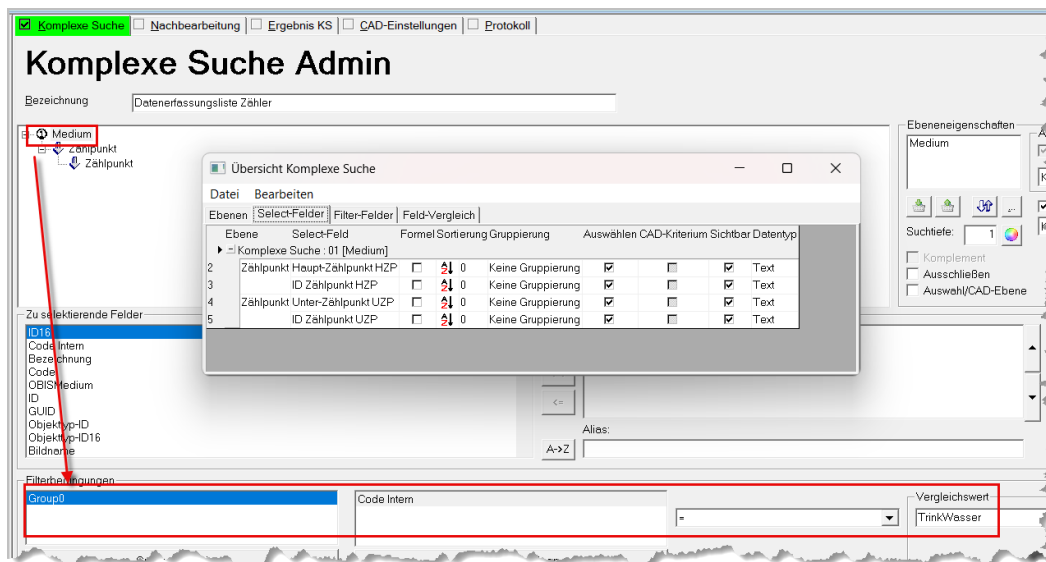 Komplexe Suche Nachbearbeitung Ergebnis KS CAD-Einstellungen Protokoll
Komplexe Suche Admin
Bezeichnung Datenerfassungsliste Zähler
Medium
Zählpunkt
Zählpunkt
Ebeneneigenschaften
Medium
Suchtiefe: 1
Komplement
Ausschließen
Auswahl/CAD-Ebene
Übersicht Komplexe Suche
Datei Bearbeiten
Ebenen Select-Felder Filter-Felder Feld-Vergleich
Ebene Select-Feld Formel Sortierung Gruppierung Auswählen CAD-Kriterium Sichtbar Datentyp
Komplexe Suche : 01 [Medium]
2 Zählpunkt Haupt-Zählpunkt HZP 0 Keine Gruppierung Text
3 ID Zählpunkt HZP 0 Keine Gruppierung Text
4 Zählpunkt Unter-Zählpunkt UZP 0 Keine Gruppierung Text
5 ID Zählpunkt UZP 0 Keine Gruppierung Text
Zu selektierende Felder
ID16
Code Intern
Bezeichnung
Code
OBISMedium
ID
GUID
Objekttyp-ID
Objekttyp-ID16
Bildname
<=
A->Z
Alias:
Filterbedingungen
Group0 Code Intern =
Vergleichswert
TrinkWasser